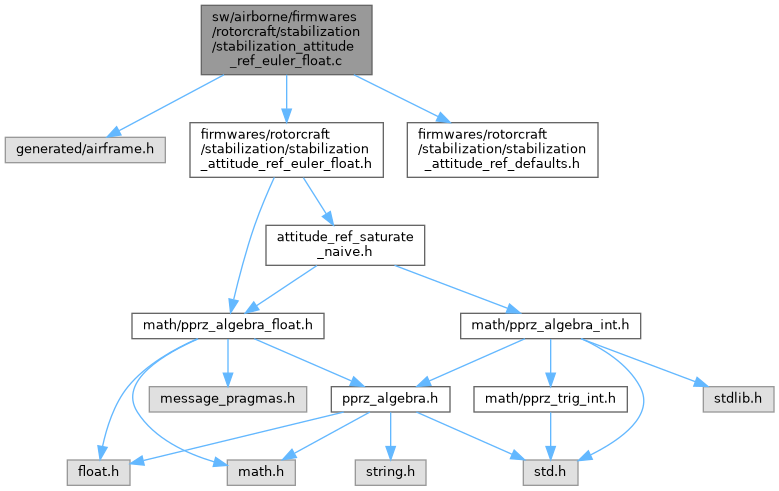 sw/airborne/firmwares
/rotorcraft/stabilization
/stabilization_attitude
_ref_euler_float.c
generated/airframe.h
firmwares/rotorcraft
/stabilization/stabilization
_attitude_ref_euler_float.h
firmwares/rotorcraft
/stabilization/stabilization
_attitude_ref_defaults.h
attitude_ref_saturate
_naive.h
math/pprz_algebra_float.h
math/pprz_algebra_int.h
message_pragmas.h
pprz_algebra.h
math/pprz_trig_int.h
stdlib.h
float.h
math.h
string.h
std.h